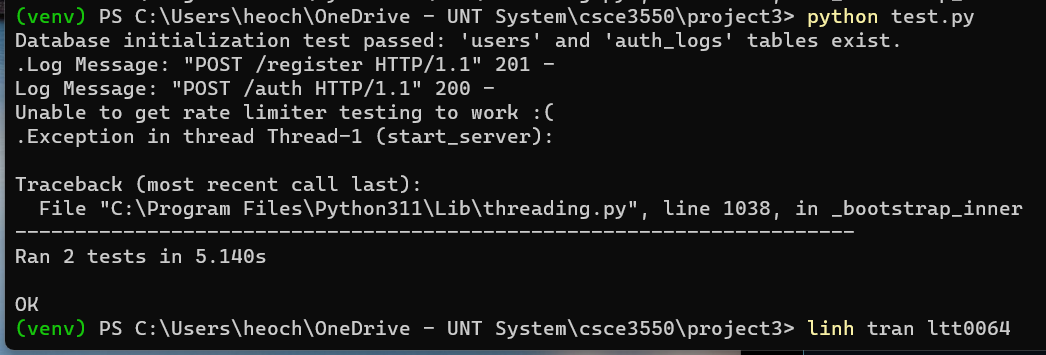 (venv) PS C:\Users\heoch\OneDrive - UNT System\csce3550\project3> python test.py
Database initialization test passed: 'users' and 'auth_logs' tables exist.
.Log Message: "POST /register HTTP/1.1" 201 -
Log Message: "POST /auth HTTP/1.1" 200 -
Unable to get rate limiter testing to work :(
.Exception in thread Thread-1 (start_server):
Traceback (most recent call last):
  File "C:\Program Files\Python311\Lib\threading.py", line 1038, in _bootstrap_inner
----------------------------------------------------------------------
Ran 2 tests in 5.140s
OK
(venv) PS C:\Users\heoch\OneDrive - UNT System\csce3550\project3> linh tran ltt0064